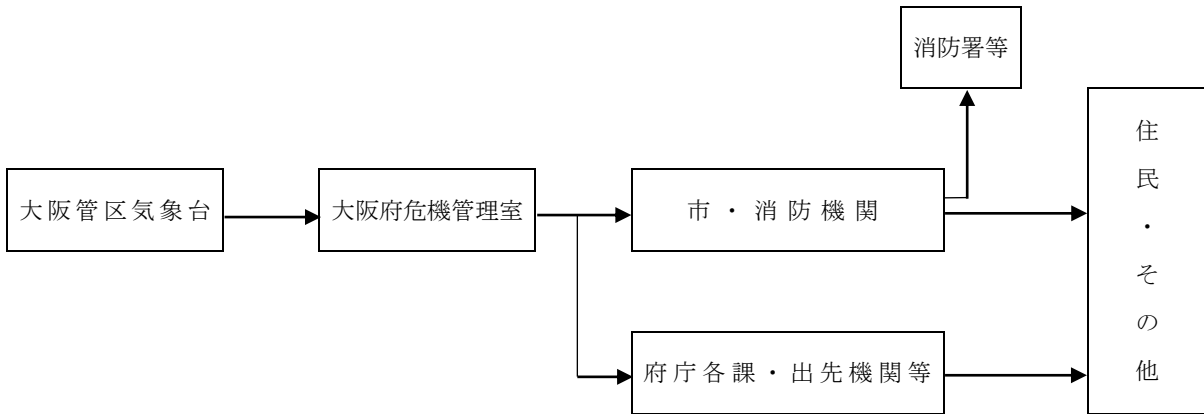 消防署等
大阪管区気象台
大阪府危機管理室
市・消防機関
住民・その他
府庁各課・出先機関等